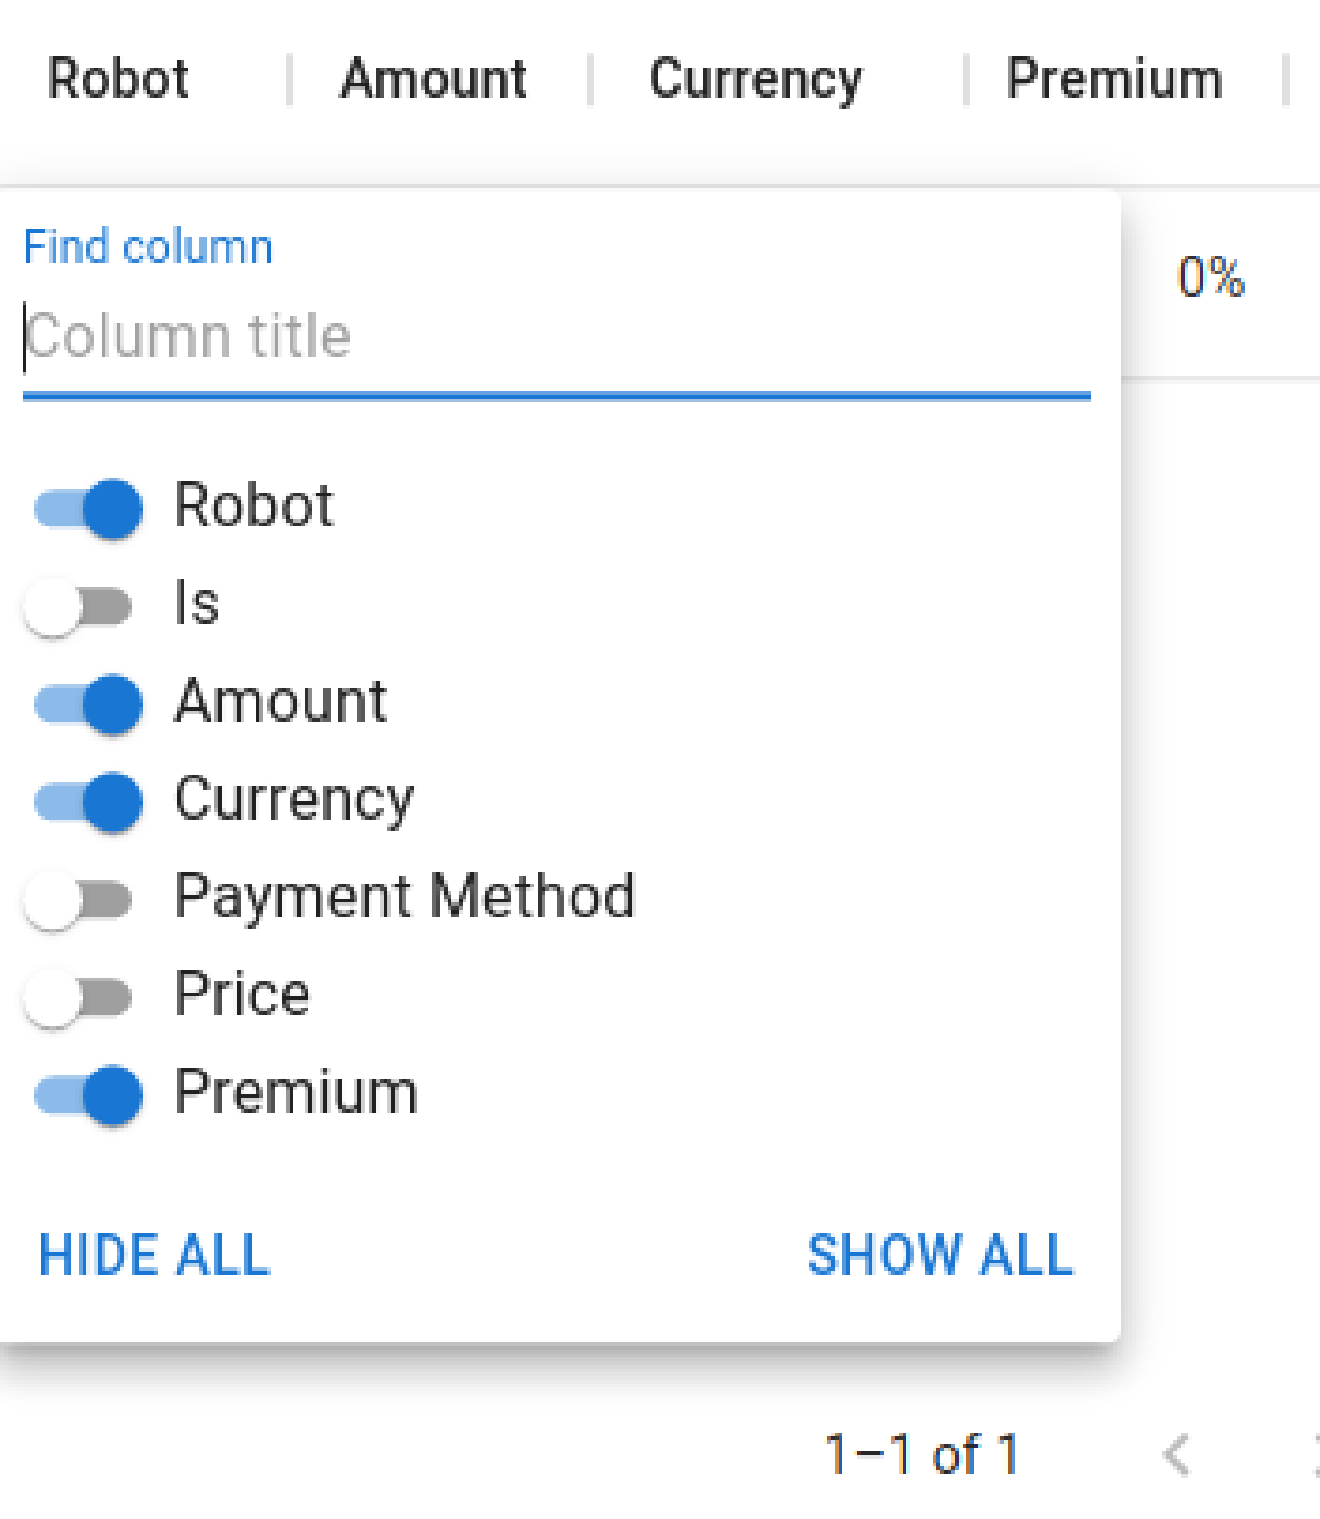 Robot Amount Currency Premium
Find column
0%
Column title
Robot
Is
Amount
Currency
Payment Method
Price
Premium
HIDE ALL SHOW ALL
1–1 of 1